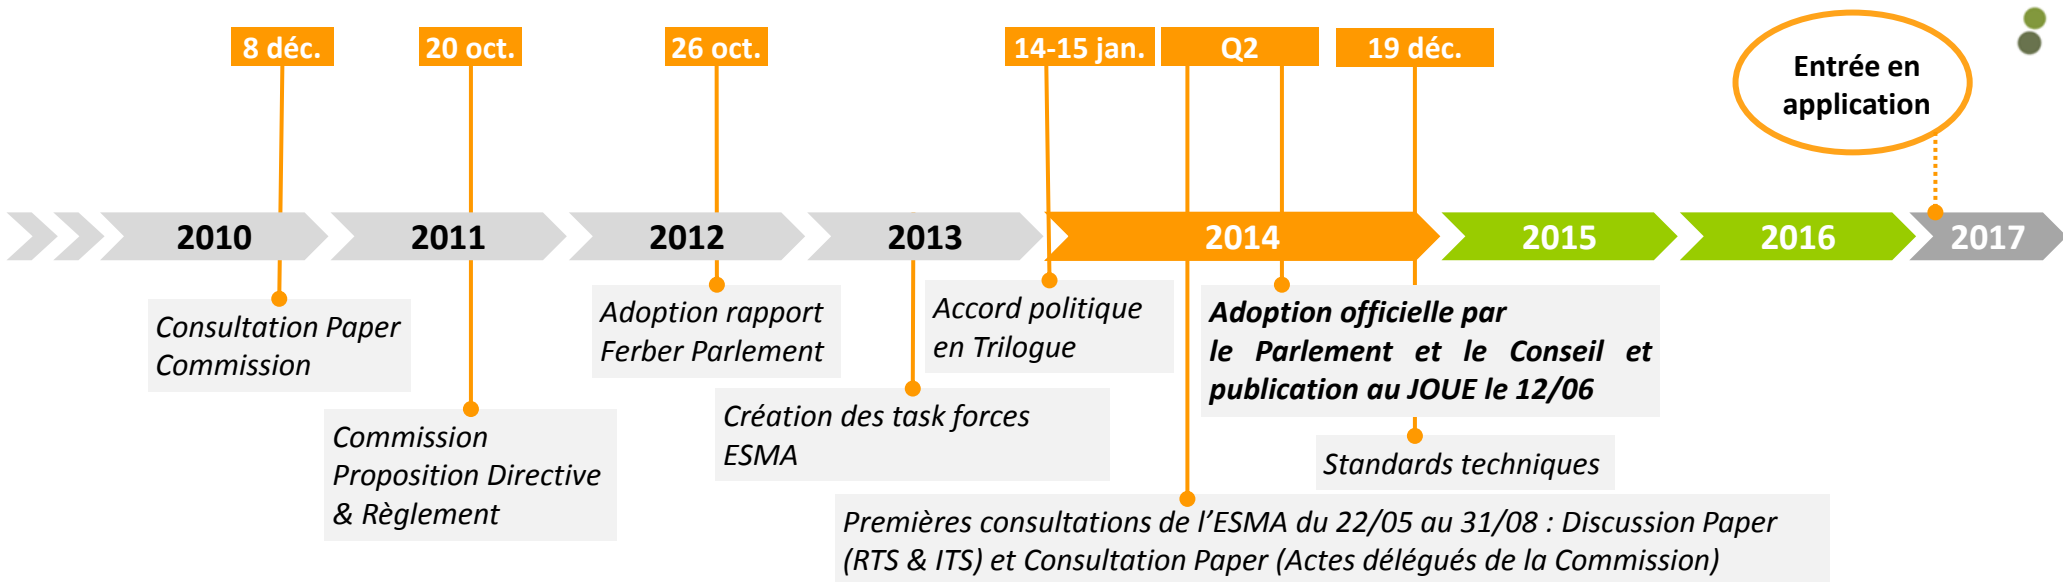 8 déc.
20 oct.
26 oct.
14-15 jan.
Q2
19 déc.
Entrée en
application
2010
2011
2012
2013
2014
2015
2016
2017
Consultation Paper
Commission
Commission
Proposition Directive
& Règlement
Adoption rapport
Ferber Parlement
Création des task forces
ESMA
Accord politique
en Trilogue
Adoption officielle par
le Parlement et le Conseil et
publication au JOUE le 12/06
Standards techniques
Premières consultations de l’ESMA du 22/05 au 31/08 : Discussion Paper
(RTS & ITS) et Consultation Paper (Actes délégués de la Commission)